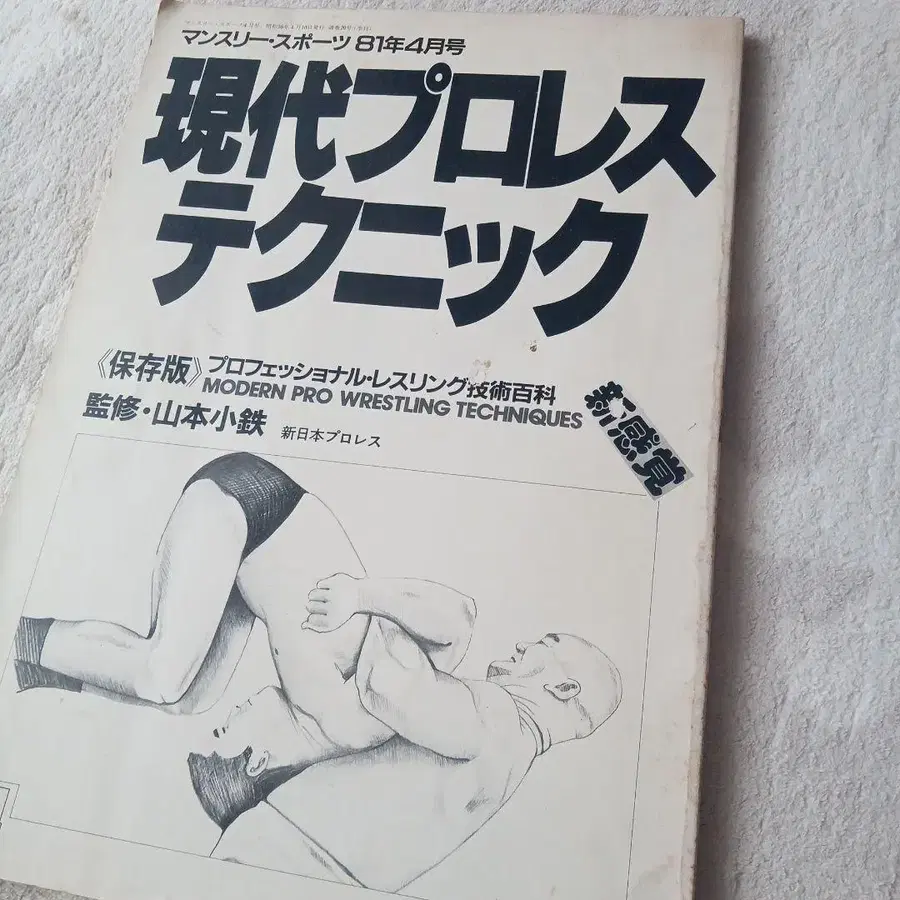 マンスリー・スポーツ 81年4月号
現代プロレス
テクニック
《保存版》プロフェッショナル・レスリング技術百科
MODERN PRO WRESTLING TECHNIQUES
監修・山本小鉄 新日本プロレス
新感覚